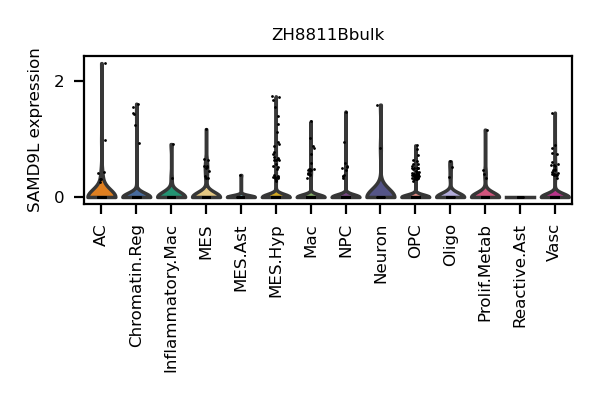 ZH8811Bbulk
SAMD9L expression
2
0
AC
Chromatin.Reg
Inflammatory.Mac
MES
MES.Ast
MES.Hyp
Mac
NPC
Neuron
OPC
Oligo
Prolif.Metab
Reactive.Ast
Vasc